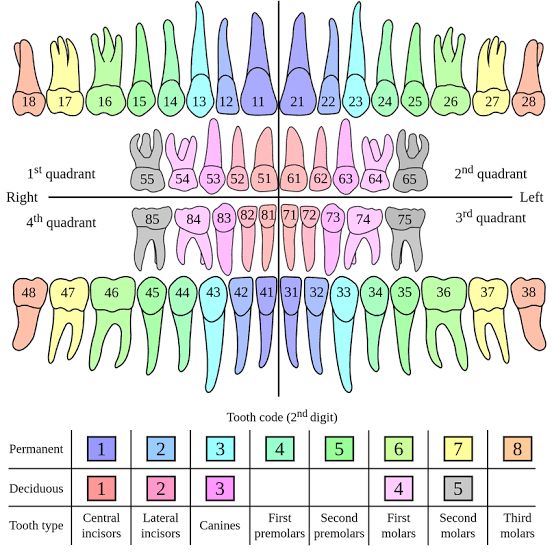 18 17 16 15 14 13 12 11 21 22 23 24 25 26 27 28
1st quadrant 55 54 53 52 51 61 62 63 64 65 2nd quadrant
Right Left
4th quadrant 85 84 83 82 81 71 72 73 74 75 3rd quadrant
48 47 46 45 44 43 42 41 31 32 33 34 35 36 37 38
Tooth code (2nd digit)
Permanent 1 2 3 4 5 6 7 8
Deciduous 1 2 3 4 5
Tooth type Central incisors Lateral incisors Canines First premolars Second premolars First molars Second molars Third molars